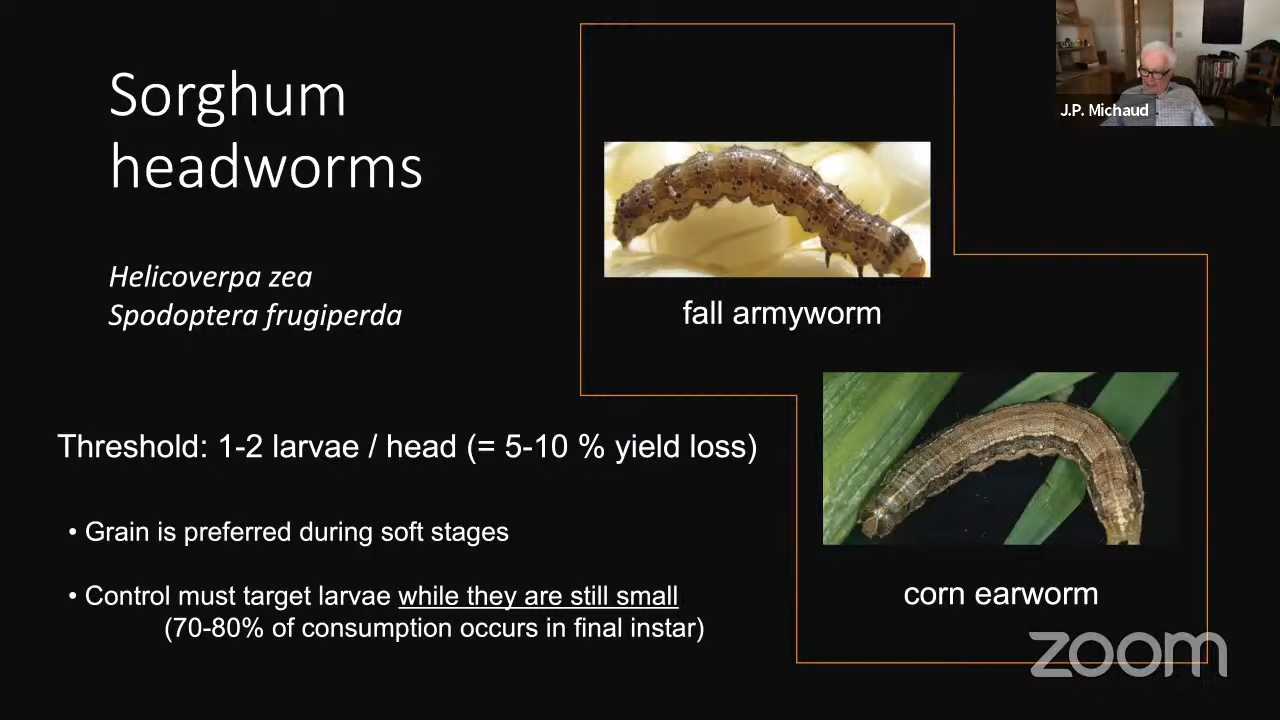 Sorghum
headworms
Helicoverpa zea
Spodoptera frugiperda
J.P. Michaud
fall armyworm
Threshold: 1-2 larvae / head (= 5-10 % yield loss)
• Grain is preferred during soft stages
• Control must target larvae while they are still small
(70-80% of consumption occurs in final instar)
corn earworm
zoom